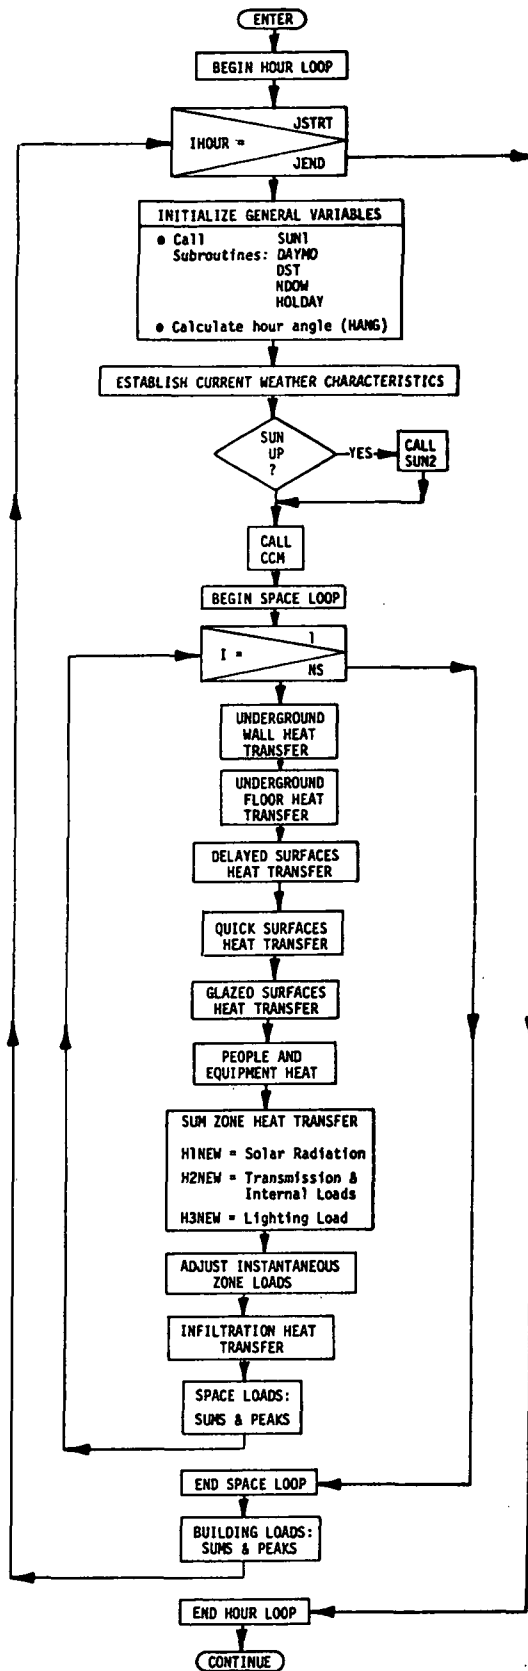 ENTER
BEGIN HOUR LOOP
JSTRT
IHOUR =
JEND
INITIALIZE GENERAL VARIABLES
● Call SUN1
Subroutines: DAYMO
DST
NDOW
HOLDAY
● Calculate hour angle (HANG)
ESTABLISH CURRENT WEATHER CHARACTERISTICS
SUN
UP
?
YES
CALL
SUN2
CALL
CCM
BEGIN SPACE LOOP
1
I =
NS
UNDERGROUND
WALL HEAT
TRANSFER
UNDERGROUND
FLOOR HEAT
TRANSFER
DELAYED SURFACES
HEAT TRANSFER
QUICK SURFACES
HEAT TRANSFER
GLAZED SURFACES
HEAT TRANSFER
PEOPLE AND
EQUIPMENT HEAT
SUM ZONE HEAT TRANSFER
H1NEW = Solar Radiation
H2NEW = Transmission &
Internal Loads
H3NEW = Lighting Load
ADJUST INSTANTANEOUS
ZONE LOADS
INFILTRATION HEAT
TRANSFER
SPACE LOADS:
SUMS & PEAKS
END SPACE LOOP
BUILDING LOADS:
SUMS & PEAKS
END HOUR LOOP
CONTINUE